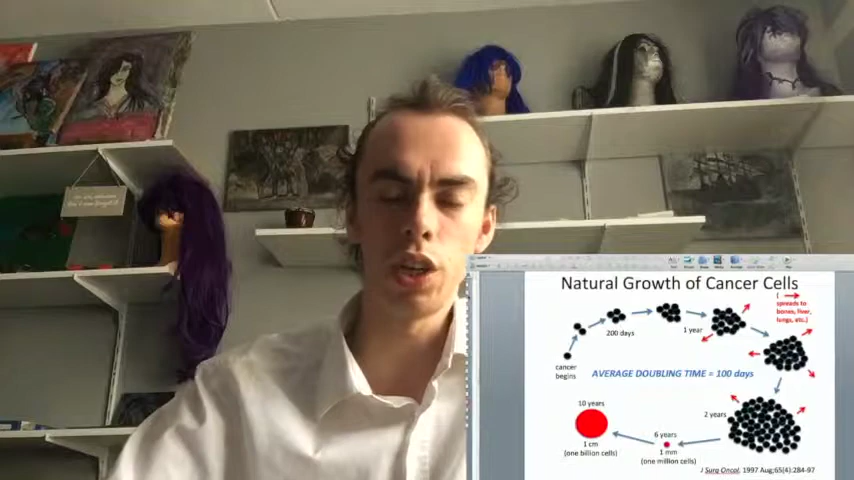 Natural Growth of Cancer Cells
( →
spreads to
bones, liver,
lungs, etc.)
200 days
1 year
cancer
begins
AVERAGE DOUBLING TIME = 100 days
10 years
2 years
6 years
1 cm
(one billion cells)
1 mm
(one million cells)
J Surg Oncol. 1997 Aug;65(4):284-97